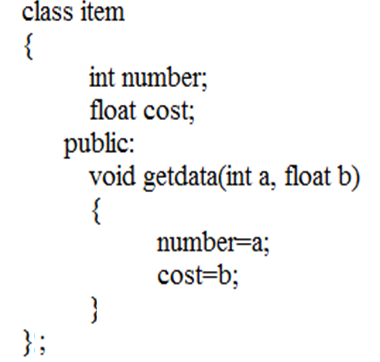 class item
{
int number;
float cost;
public:
void getdata(int a, float b)
{
number=a;
cost=b;
}
};